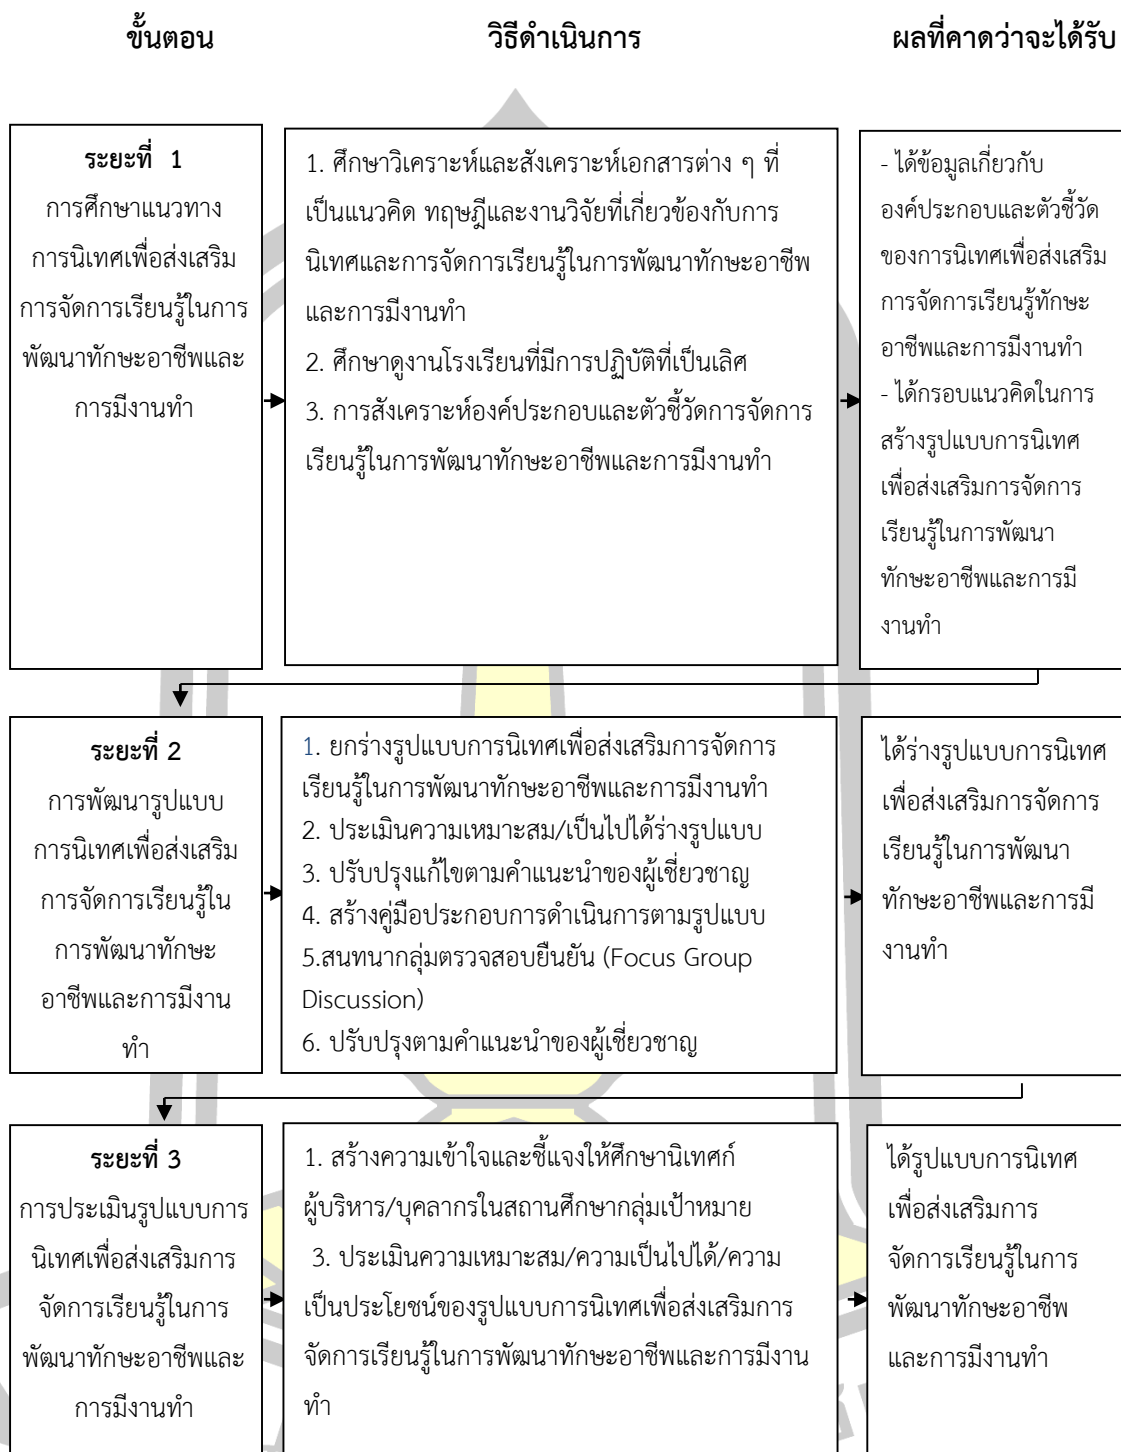 ขั้นตอน
วิธีดำเนินการ
ผลที่คาดว่าจะได้รับ
ระยะที่ 1
การศึกษาแนวทาง
การนิเทศเพื่อส่งเสริม
การจัดการเรียนรู้ในการ
พัฒนาทักษะอาชีพและ
การมีงานทำ
1. ศึกษาวิเคราะห์และสังเคราะห์เอกสารต่าง ๆ ที่
เป็นแนวคิด ทฤษฎีและงานวิจัยที่เกี่ยวข้องกับการ
นิเทศและการจัดการเรียนรู้ในการพัฒนาทักษะอาชีพ
และการมีงานทำ
2. ศึกษาดูงานโรงเรียนที่มีการปฏิบัติที่เป็นเลิศ
3. การสังเคราะห์องค์ประกอบและตัวชี้วัดการจัดการ
เรียนรู้ในการพัฒนาทักษะอาชีพและการมีงานทำ
- ได้ข้อมูลเกี่ยวกับ
องค์ประกอบและตัวชี้วัด
ของการนิเทศเพื่อส่งเสริม
การจัดการเรียนรู้ทักษะ
อาชีพและการมีงานทำ
- ได้กรอบแนวคิดในการ
สร้างรูปแบบการนิเทศ
เพื่อส่งเสริมการจัดการ
เรียนรู้ในการพัฒนา
ทักษะอาชีพและการมี
งานทำ
ระยะที่ 2
การพัฒนารูปแบบ
การนิเทศเพื่อส่งเสริม
การจัดการเรียนรู้ใน
การพัฒนาทักษะ
อาชีพและการมีงาน
ทำ
1. ยกร่างรูปแบบการนิเทศเพื่อส่งเสริมการจัดการ
เรียนรู้ในการพัฒนาทักษะอาชีพและการมีงานทำ
2. ประเมินความเหมาะสม/เป็นไปได้ร่างรูปแบบ
3. ปรับปรุงแก้ไขตามคำแนะนำของผู้เชี่ยวชาญ
4. สร้างคู่มือประกอบการดำเนินการตามรูปแบบ
5.สนทนากลุ่มตรวจสอบยืนยัน (Focus Group
Discussion)
6. ปรับปรุงตามคำแนะนำของผู้เชี่ยวชาญ
ได้ร่างรูปแบบการนิเทศ
เพื่อส่งเสริมการจัดการ
เรียนรู้ในการพัฒนา
ทักษะอาชีพและการมี
งานทำ
ระยะที่ 3
การประเมินรูปแบบการ
นิเทศเพื่อส่งเสริมการ
จัดการเรียนรู้ในการ
พัฒนาทักษะอาชีพและ
การมีงานทำ
1. สร้างความเข้าใจและชี้แจงให้ศึกษานิเทศก์
ผู้บริหาร/บุคลากรในสถานศึกษากลุ่มเป้าหมาย
3. ประเมินความเหมาะสม/ความเป็นไปได้/ความ
เป็นประโยชน์ของรูปแบบการนิเทศเพื่อส่งเสริมการ
จัดการเรียนรู้ในการพัฒนาทักษะอาชีพและการมีงาน
ทำ
ได้รูปแบบการนิเทศ
เพื่อส่งเสริมการ
จัดการเรียนรู้ในการ
พัฒนาทักษะอาชีพ
และการมีงานทำ